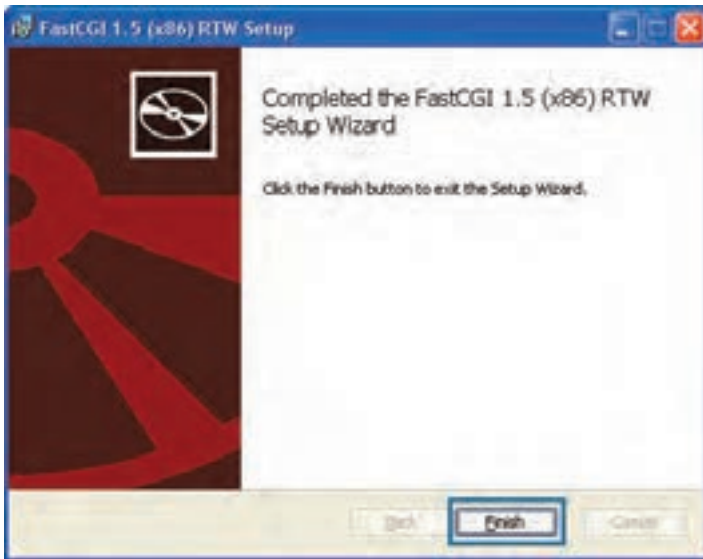 FastCGI 1.5 (x86) RTW Setup
Completed the FastCGI 1.5 (x86) RTW
Setup Wizard
Click the Finish button to exit the Setup Wizard.
Back
Finish
Cancel